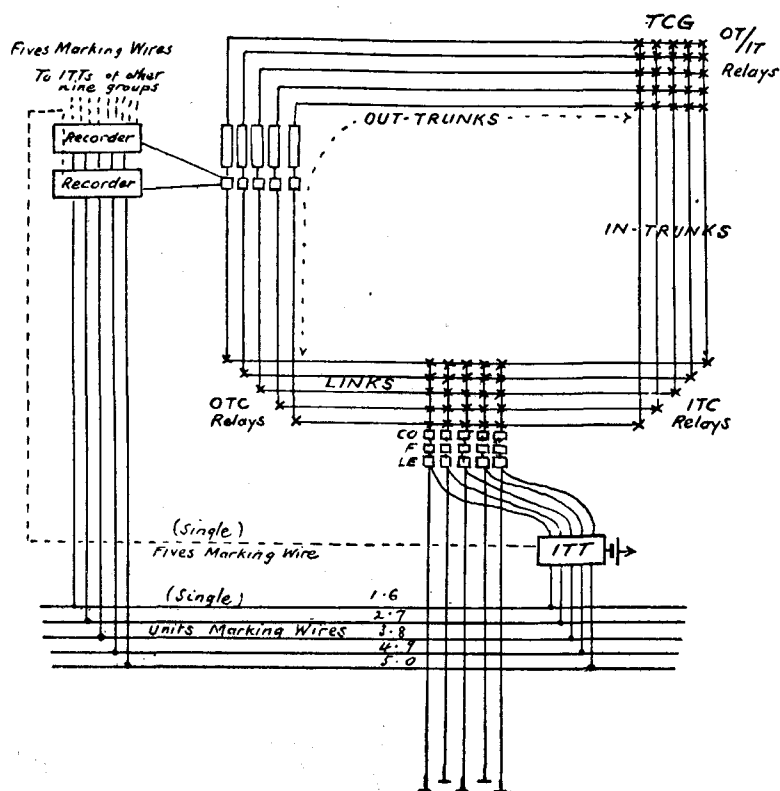 TCG
OT/IT
Relays
Fives Marking Wires
To ITTs of other
nine groups
Recorder
Recorder
OUT-TRUNKS
IN-TRUNKS
LINKS
OTC
Relays
ITC
Relays
CO
F
LE
(Single)
Fives Marking Wire
ITT
(Single)
1·6
2·7
Units Marking Wires
3·8
4·9
5·0